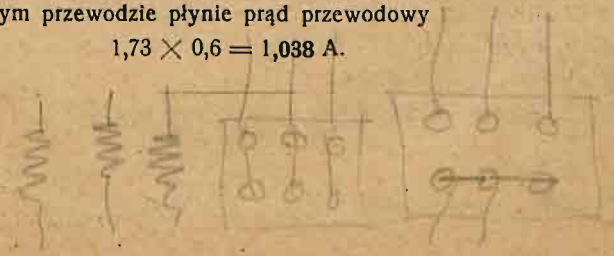 ym przewodzie płynie prąd przewodowy
1,73 × 0,6 = 1,038 A.